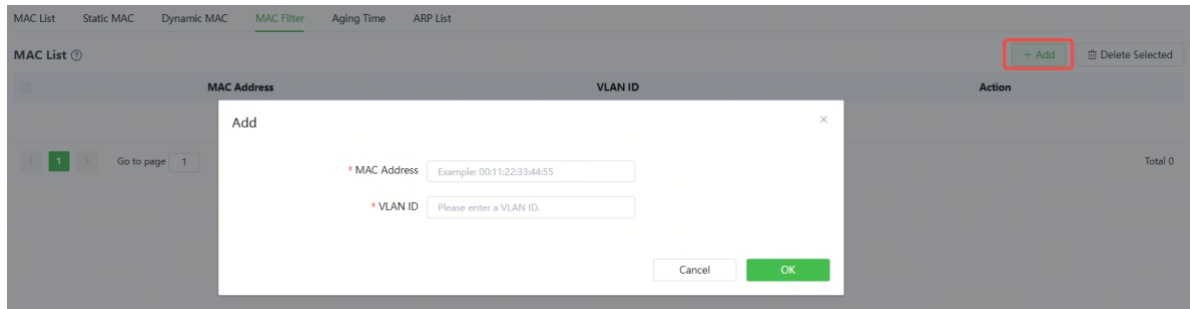 MAC List Static MAC Dynamic MAC MAC Filter Aging Time ARP List
MAC List ?
+ Add Delete Selected
MAC Address VLAN ID Action
Add ×
* MAC Address Example: 00:11:22:33:44:55
< 1 > Go to page 1 Total 0
* VLAN ID Please enter a VLAN ID.
Cancel OK